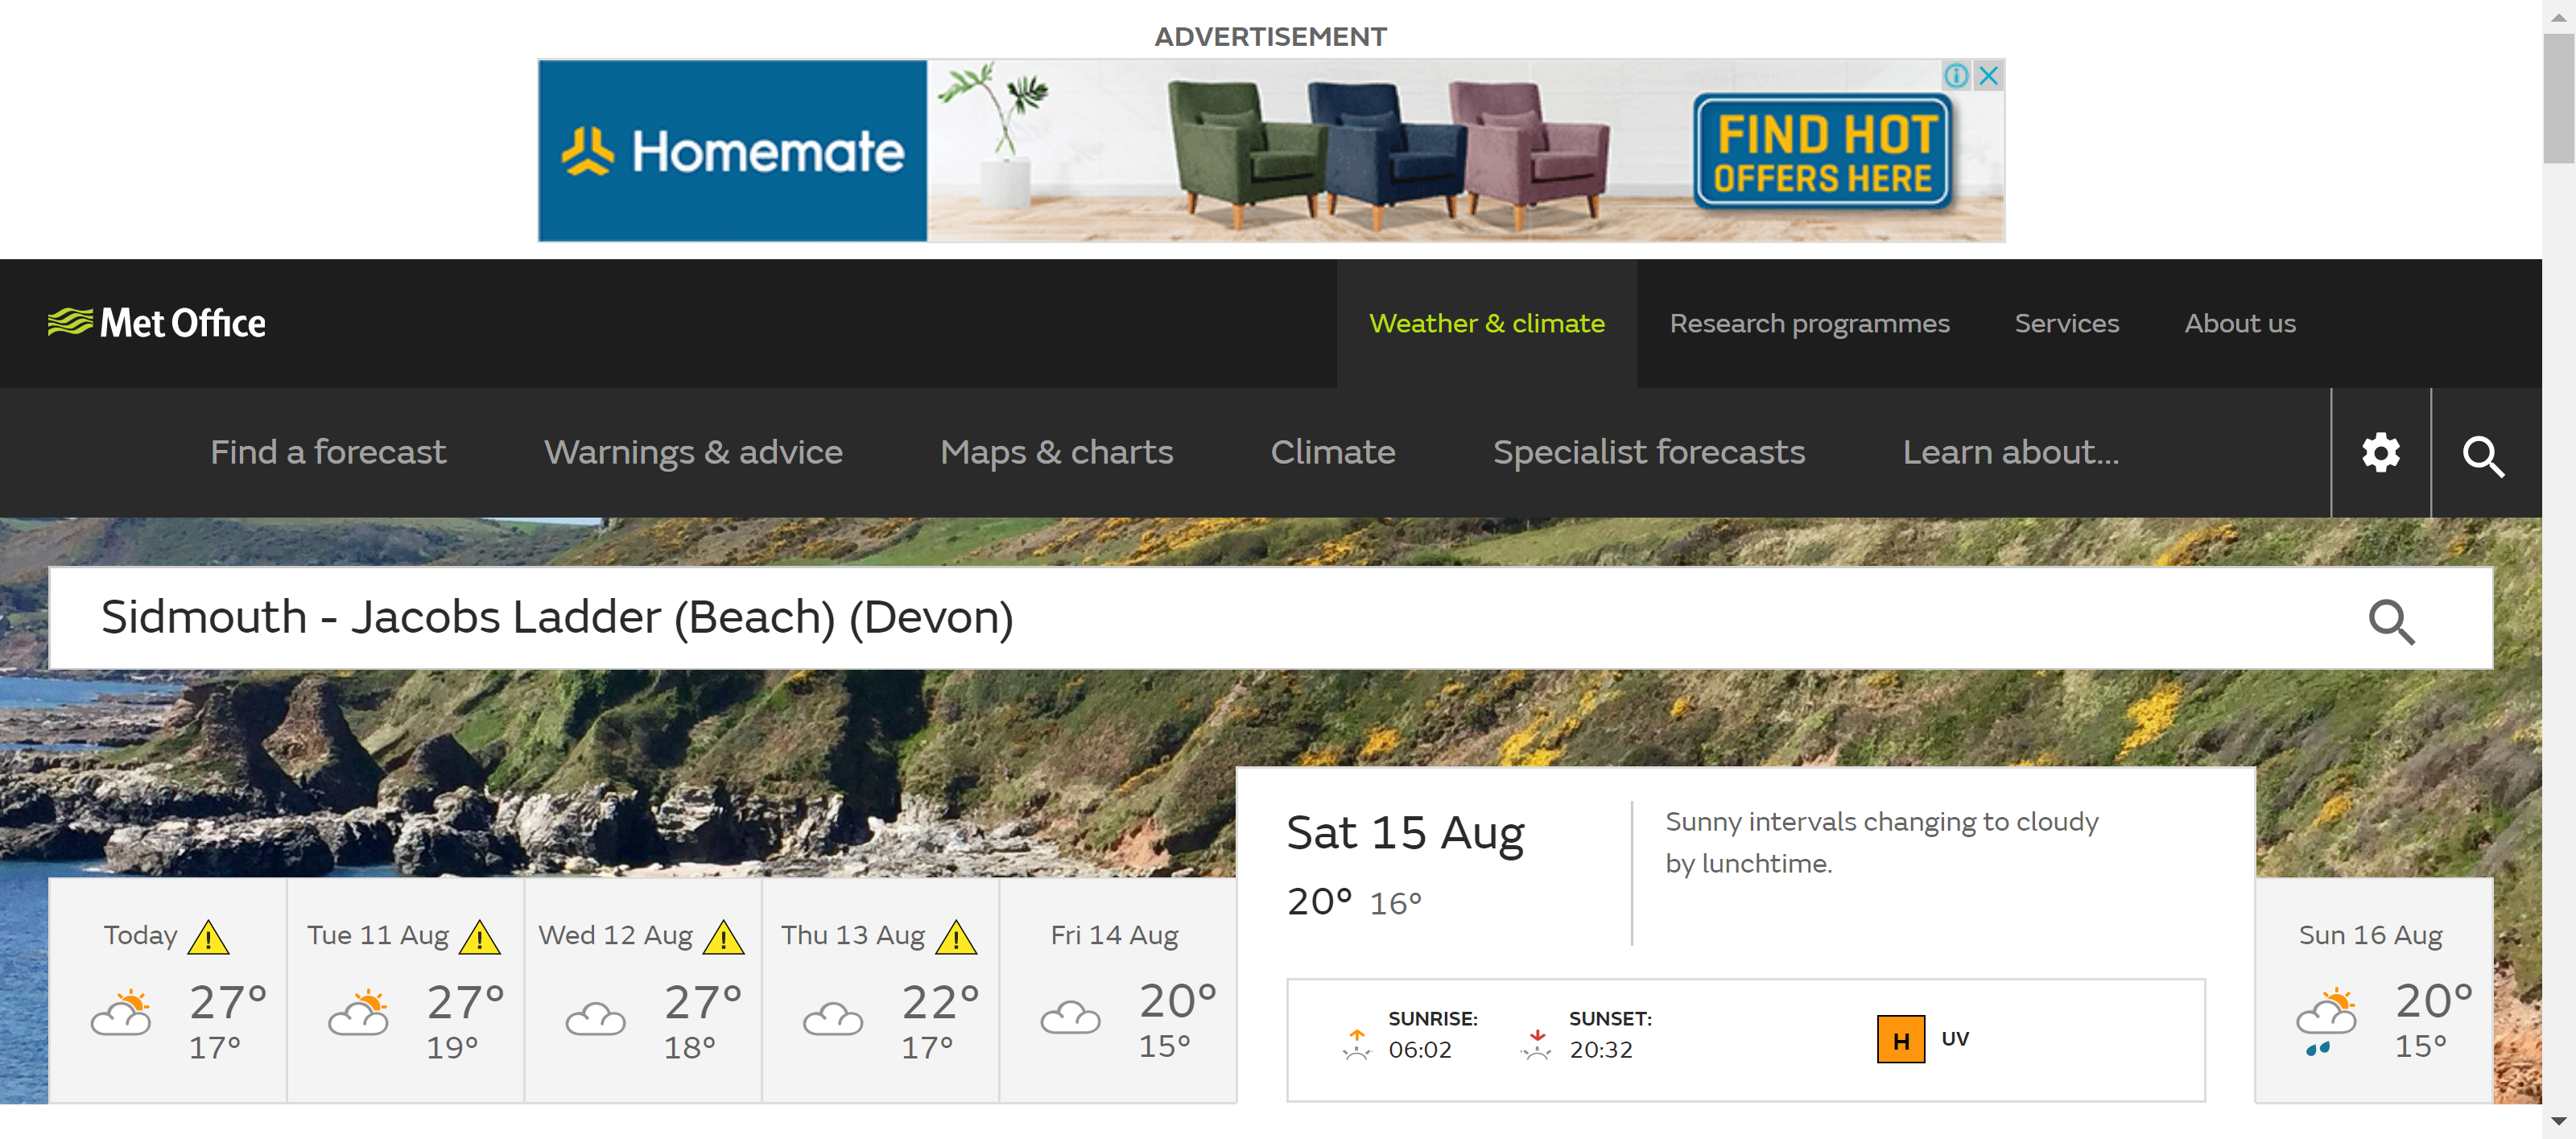 ADVERTISEMENT
Homemate
FIND HOT
OFFERS HERE
Met Office
Weather & climate
Research programmes
Services
About us
Find a forecast
Warnings & advice
Maps & charts
Climate
Specialist forecasts
Learn about...
Sidmouth - Jacobs Ladder (Beach) (Devon)
Today
27°
17°
Tue 11 Aug
27°
19°
Wed 12 Aug
27°
18°
Thu 13 Aug
22°
17°
Fri 14 Aug
20°
15°
Sat 15 Aug
20° 16°
Sunny intervals changing to cloudy
by lunchtime.
SUNRISE:
06:02
SUNSET:
20:32
H UV
Sun 16 Aug
20°
15°